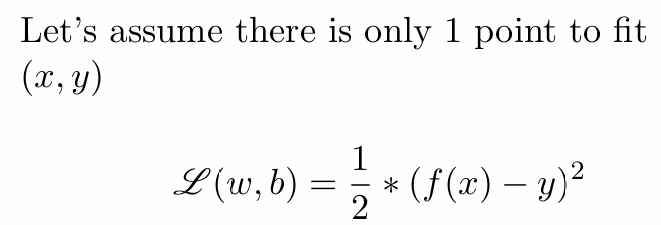 Let's assume there is only 1 point to fit
(x, y)
ℒ(w, b) = 1/2 ∗ (f(x) − y)²